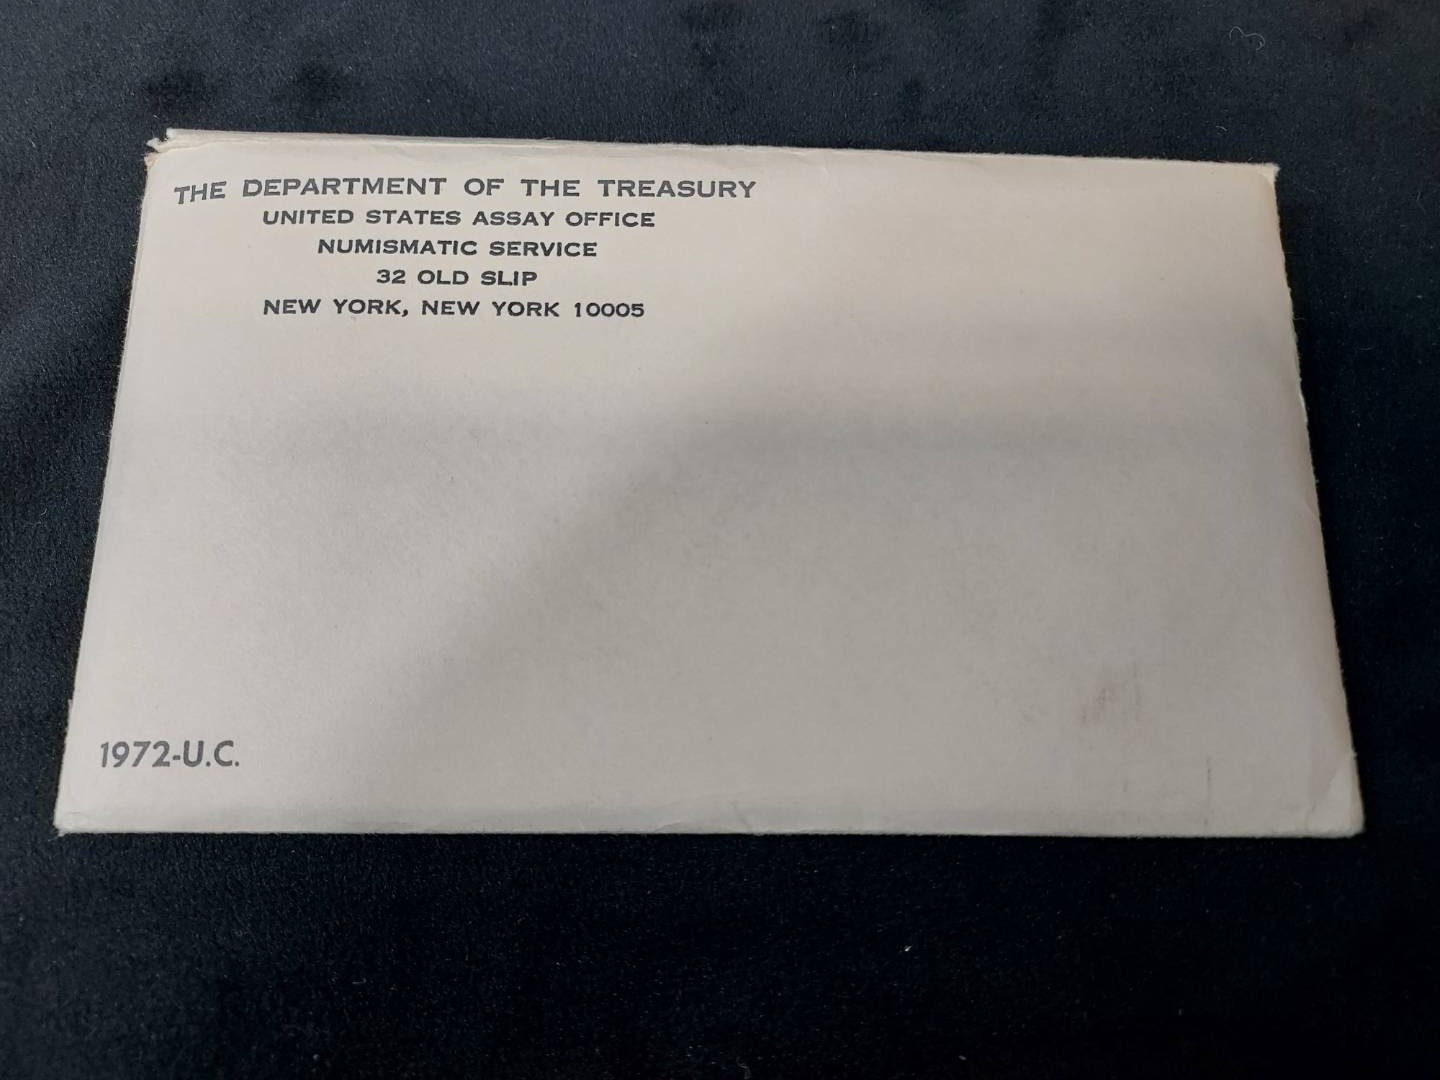 THE DEPARTMENT OF THE TREASURY
UNITED STATES ASSAY OFFICE
NUMISMATIC SERVICE
32 OLD SLIP
NEW YORK, NEW YORK 10005
1972-U.C.